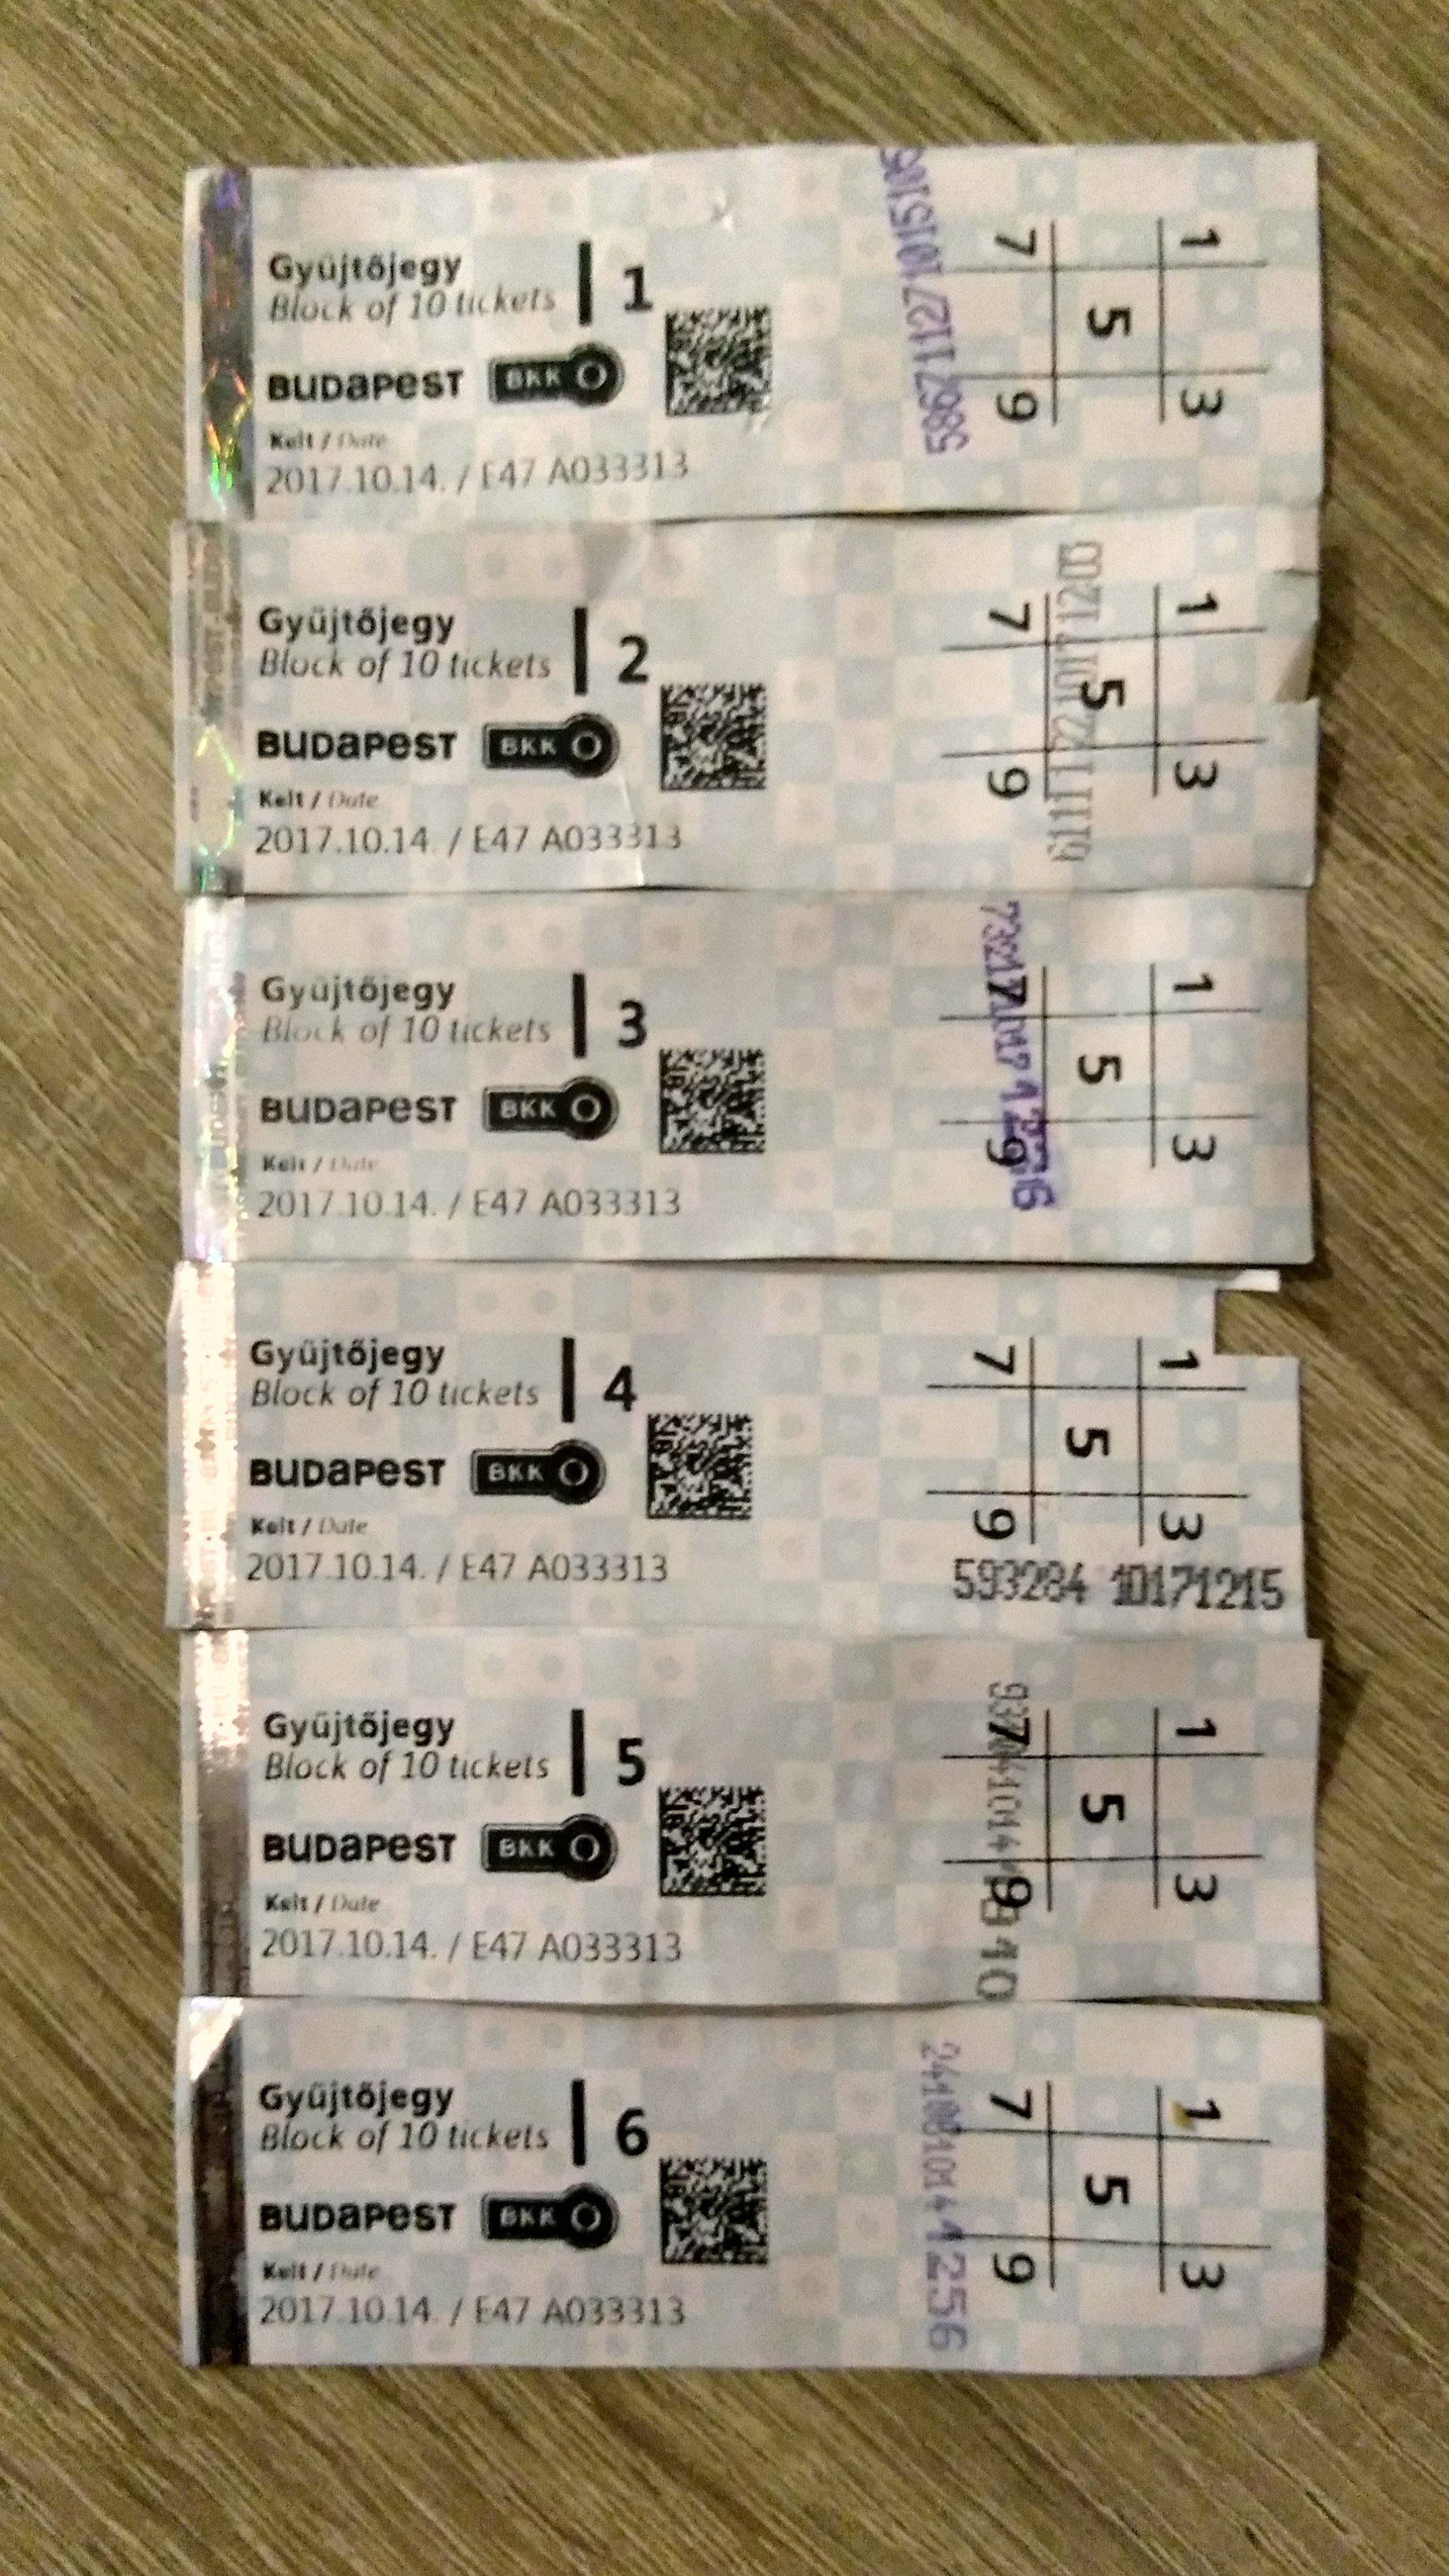 Gyűjtőjegy
Block of 10 tickets
1
BUDAPEST BKK
Kelt / Date
2017.10.14. / E47 A033313
7 1
5
9 3
Gyűjtőjegy
Block of 10 tickets
2
BUDAPEST BKK
Kelt / Date
2017.10.14. / E47 A033313
7 1
5
9 3
Gyűjtőjegy
Block of 10 tickets
3
BUDAPEST BKK
Kelt / Date
2017.10.14. / E47 A033313
7 1
5
9 3
Gyűjtőjegy
Block of 10 tickets
4
BUDAPEST BKK
Kelt / Date
2017.10.14. / E47 A033313
7 1
5
9 3
593284 10171215
Gyűjtőjegy
Block of 10 tickets
5
BUDAPEST BKK
Kelt / Date
2017.10.14. / E47 A033313
7 1
5
9 3
Gyűjtőjegy
Block of 10 tickets
6
BUDAPEST BKK
Kelt / Date
2017.10.14. / E47 A033313
7 1
5
9 3